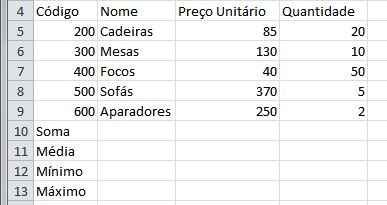 4 Código Nome Preço Unitário Quantidade
5 200 Cadeiras 85 20
6 300 Mesas 130 10
7 400 Focos 40 50
8 500 Sofás 370 5
9 600 Aparadores 250 2
10 Soma
11 Média
12 Mínimo
13 Máximo